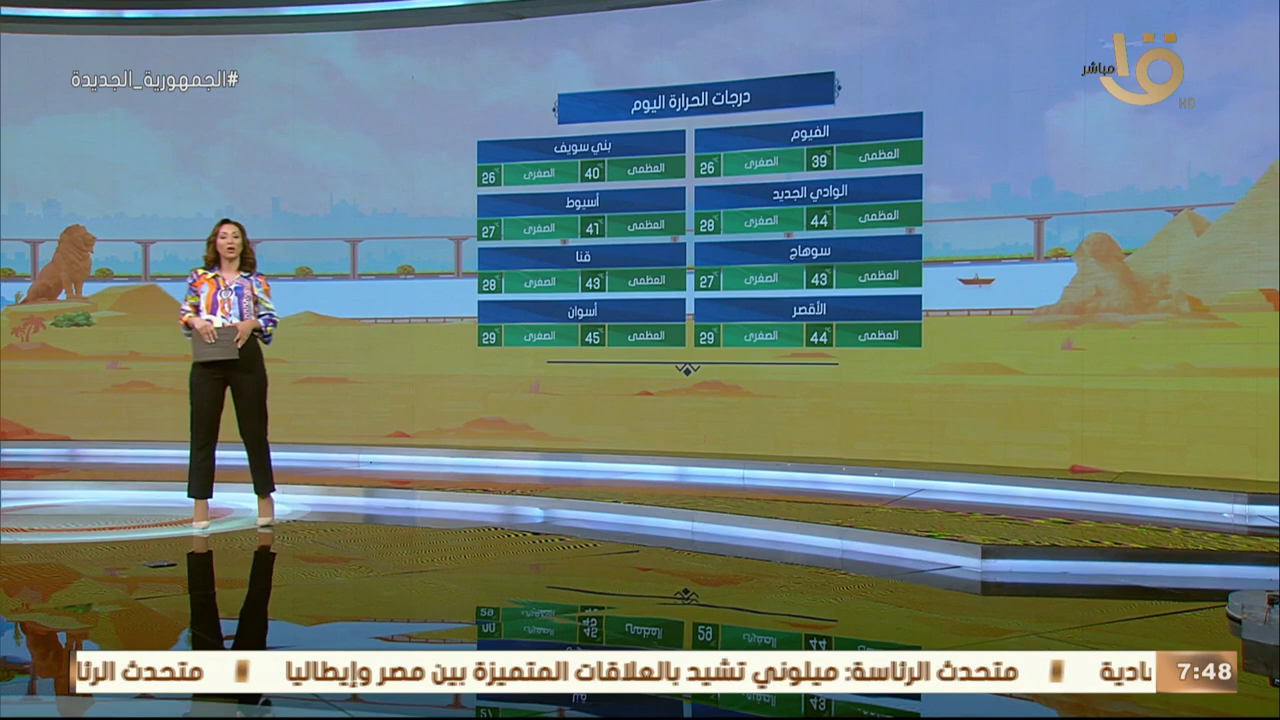 #الجمهورية_الجديدة
مباشر
HD
درجات الحرارة اليوم
الفيوم
العظمى 39 الصغرى 26
بني سويف
العظمى 40 الصغرى 26
الوادي الجديد
العظمى 44 الصغرى 28
أسيوط
العظمى 41 الصغرى 27
سوهاج
العظمى 43 الصغرى 27
قنا
العظمى 43 الصغرى 28
الأقصر
العظمى 44 الصغرى 29
أسوان
العظمى 45 الصغرى 29
7:48
متحدث الرئاسة: ميلوني تشيد بالعلاقات المتميزة بين مصر وإيطاليا
متحدث